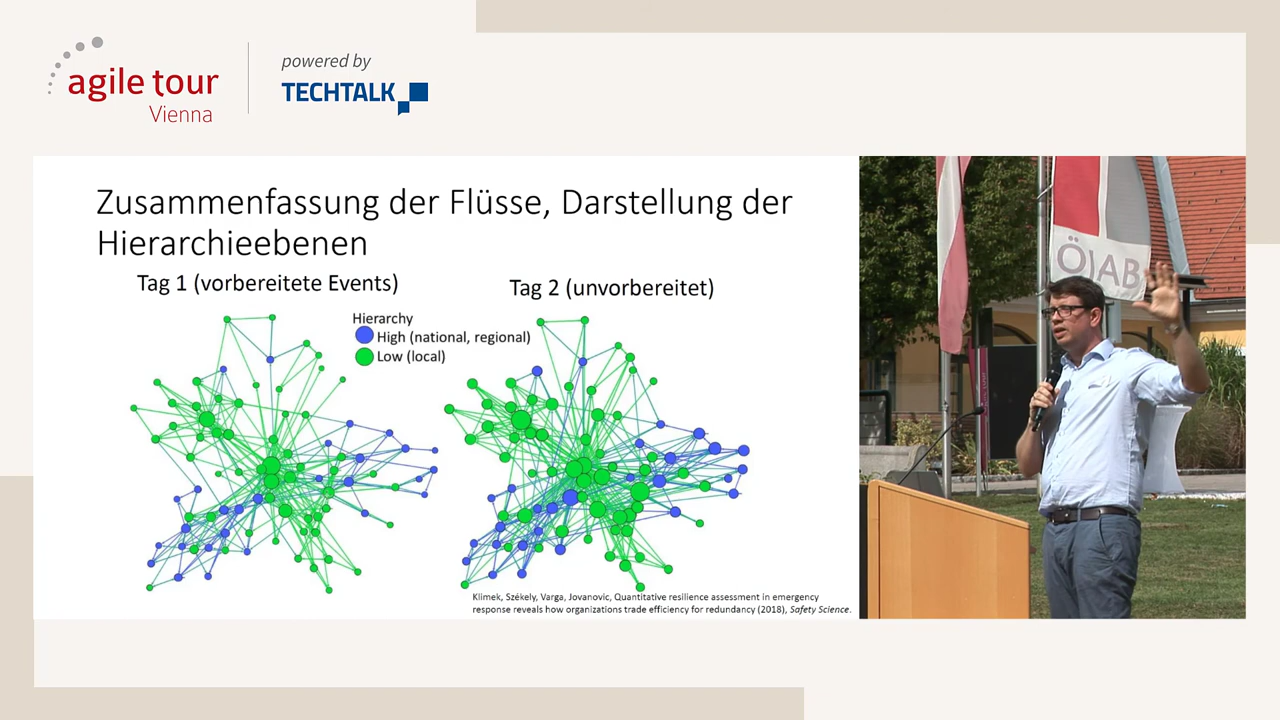 agile tour
Vienna
powered by
TECHTALK
Zusammenfassung der Flüsse, Darstellung der
Hierarchieebenen
Tag 1 (vorbereitete Events)
Tag 2 (unvorbereitet)
Hierarchy
High (national, regional)
Low (local)
Klimek, Székely, Varga, Jovanovic, Quantitative resilience assessment in emergency
response reveals how organizations trade efficiency for redundancy (2018), Safety Science.
ÖJAB